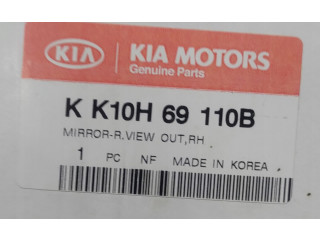 KIA KIA MOTORS
Genuine Parts
K K10H 69 110B
MIRROR-R.VIEW OUT,RH
1 PC NF MADE IN KOREA